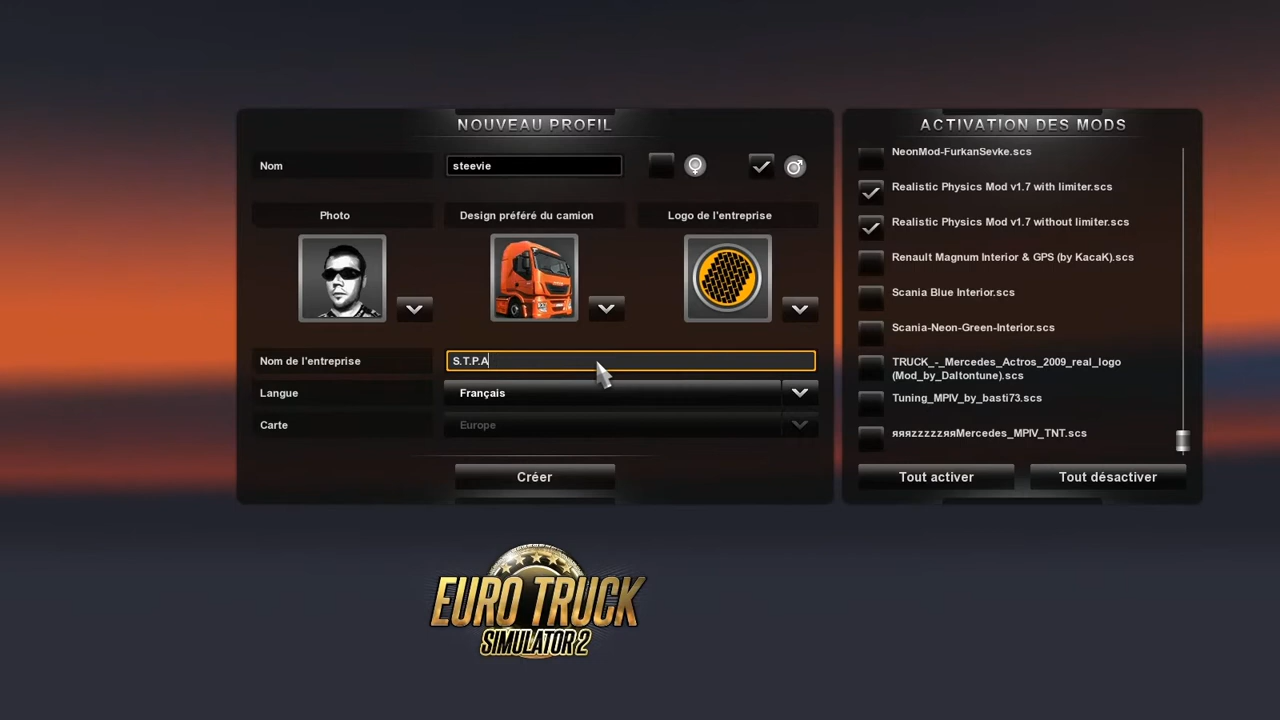 NOUVEAU PROFIL
Nom
steevie
Photo
Design préféré du camion
Logo de l'entreprise
Nom de l'entreprise
S.T.P.A
Langue
Français
Carte
Europe
Créer
ACTIVATION DES MODS
NeonMod-FurkanSevke.scs
Realistic Physics Mod v1.7 with limiter.scs
Realistic Physics Mod v1.7 without limiter.scs
Renault Magnum Interior & GPS (by KacaK).scs
Scania Blue Interior.scs
Scania-Neon-Green-Interior.scs
TRUCK_-_Mercedes_Actros_2009_real_logo
(Mod_by_Daltontune).scs
Tuning_MPIV_by_basti73.scs
яяяzzzzzяяMercedes_MPIV_TNT.scs
Tout activer
Tout désactiver
EURO TRUCK
SIMULATOR 2